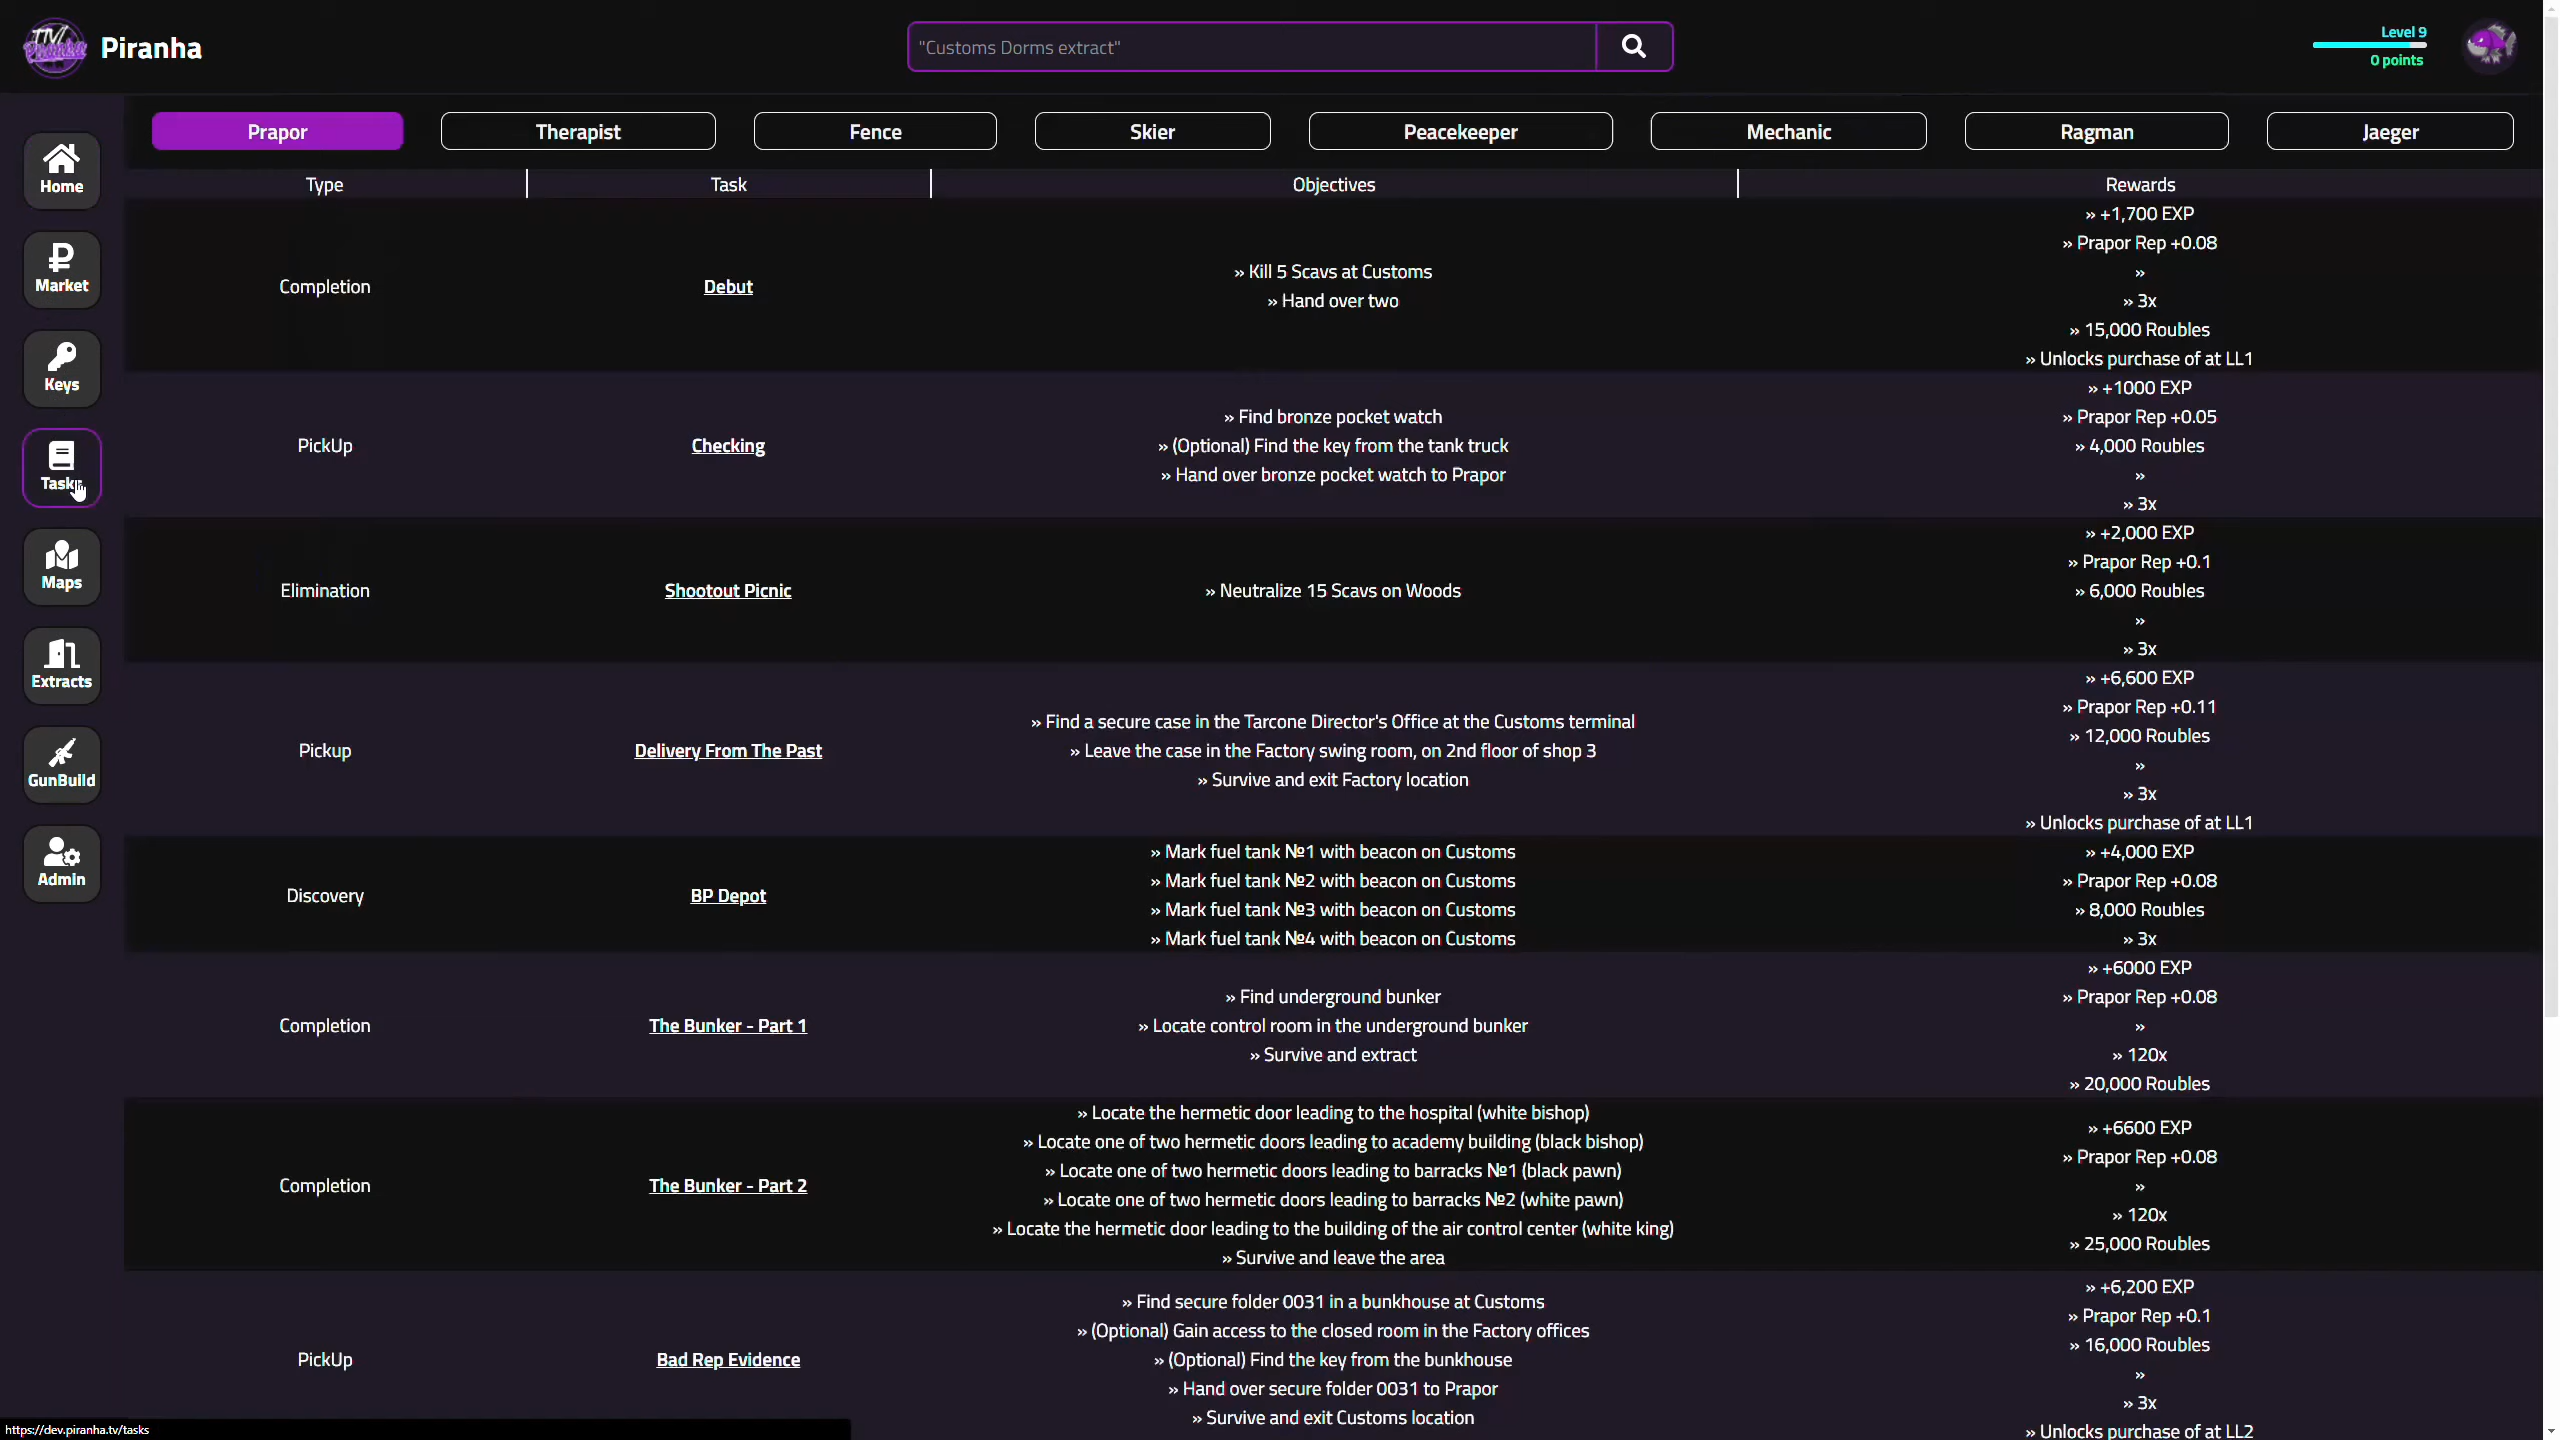 TV Piranha
Piranha
"Customs Dorms extract"
Level 9
0 points
Home
Market
Keys
Tasks
Maps
Extracts
GunBuild
Admin
Prapor
Therapist
Fence
Skier
Peacekeeper
Mechanic
Ragman
Jaeger
Type
Task
Objectives
Rewards
Completion
Debut
» Kill 5 Scavs at Customs
» Hand over two
» +1,700 EXP
» Prapor Rep +0.08
»
» 3x
» 15,000 Roubles
» Unlocks purchase of at LL1
PickUp
Checking
» Find bronze pocket watch
» (Optional) Find the key from the tank truck
» Hand over bronze pocket watch to Prapor
» +1000 EXP
» Prapor Rep +0.05
» 4,000 Roubles
»
» 3x
Elimination
Shootout Picnic
» Neutralize 15 Scavs on Woods
» +2,000 EXP
» Prapor Rep +0.1
» 6,000 Roubles
»
» 3x
Pickup
Delivery From The Past
» Find a secure case in the Tarcone Director's Office at the Customs terminal
» Leave the case in the Factory swing room, on 2nd floor of shop 3
» Survive and exit Factory location
» +6,600 EXP
» Prapor Rep +0.11
» 12,000 Roubles
»
» 3x
» Unlocks purchase of at LL1
Discovery
BP Depot
» Mark fuel tank №1 with beacon on Customs
» Mark fuel tank №2 with beacon on Customs
» Mark fuel tank №3 with beacon on Customs
» Mark fuel tank №4 with beacon on Customs
» +4,000 EXP
» Prapor Rep +0.08
» 8,000 Roubles
» 3x
Completion
The Bunker - Part 1
» Find underground bunker
» Locate control room in the underground bunker
» Survive and extract
» +6000 EXP
» Prapor Rep +0.08
»
» 120x
» 20,000 Roubles
Completion
The Bunker - Part 2
» Locate the hermetic door leading to the hospital (white bishop)
» Locate one of two hermetic doors leading to academy building (black bishop)
» Locate one of two hermetic doors leading to barracks №1 (black pawn)
» Locate one of two hermetic doors leading to barracks №2 (white pawn)
» Locate the hermetic door leading to the building of the air control center (white king)
» Survive and leave the area
» +6600 EXP
» Prapor Rep +0.08
»
» 120x
» 25,000 Roubles
PickUp
Bad Rep Evidence
» Find secure folder 0031 in a bunkhouse at Customs
» (Optional) Gain access to the closed room in the Factory offices
» (Optional) Find the key from the bunkhouse
» Hand over secure folder 0031 to Prapor
» Survive and exit Customs location
» +6,200 EXP
» Prapor Rep +0.1
» 16,000 Roubles
»
» 3x
» Unlocks purchase of at LL2
https://dev.piranha.tv/tasks